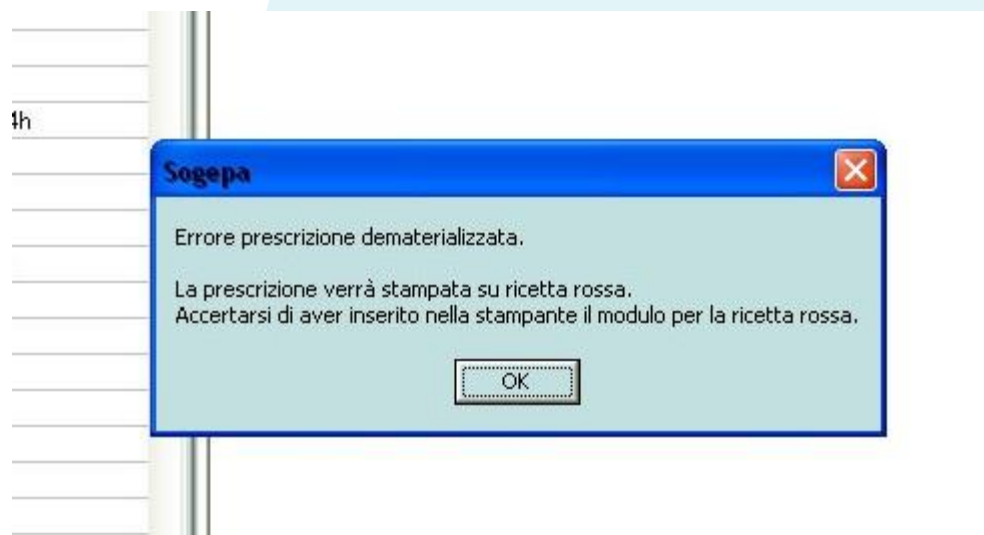 4h
Sogepa
Errore prescrizione dematerializzata.
La prescrizione verrà stampata su ricetta rossa.
Accertarsi di aver inserito nella stampante il modulo per la ricetta rossa.
OK